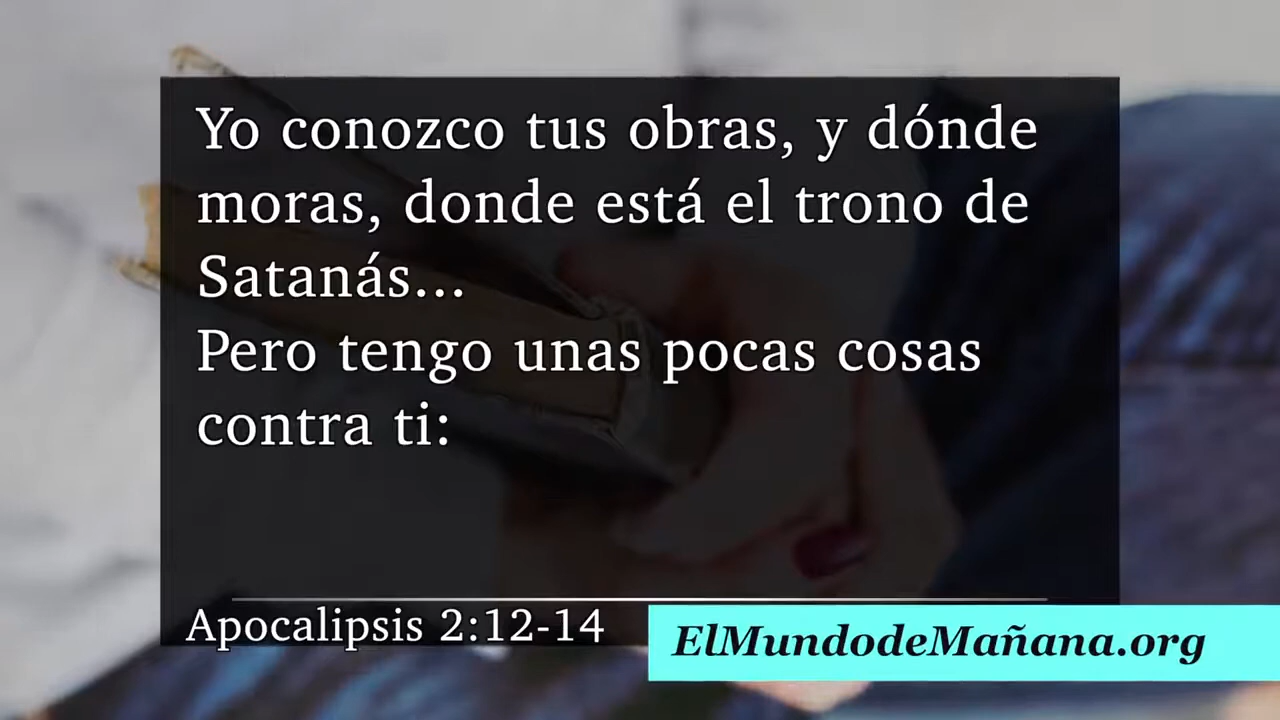 Yo conozco tus obras, y dónde
moras, donde está el trono de
Satanás...
Pero tengo unas pocas cosas
contra ti:
Apocalipsis 2:12-14
ElMundodeMañana.org